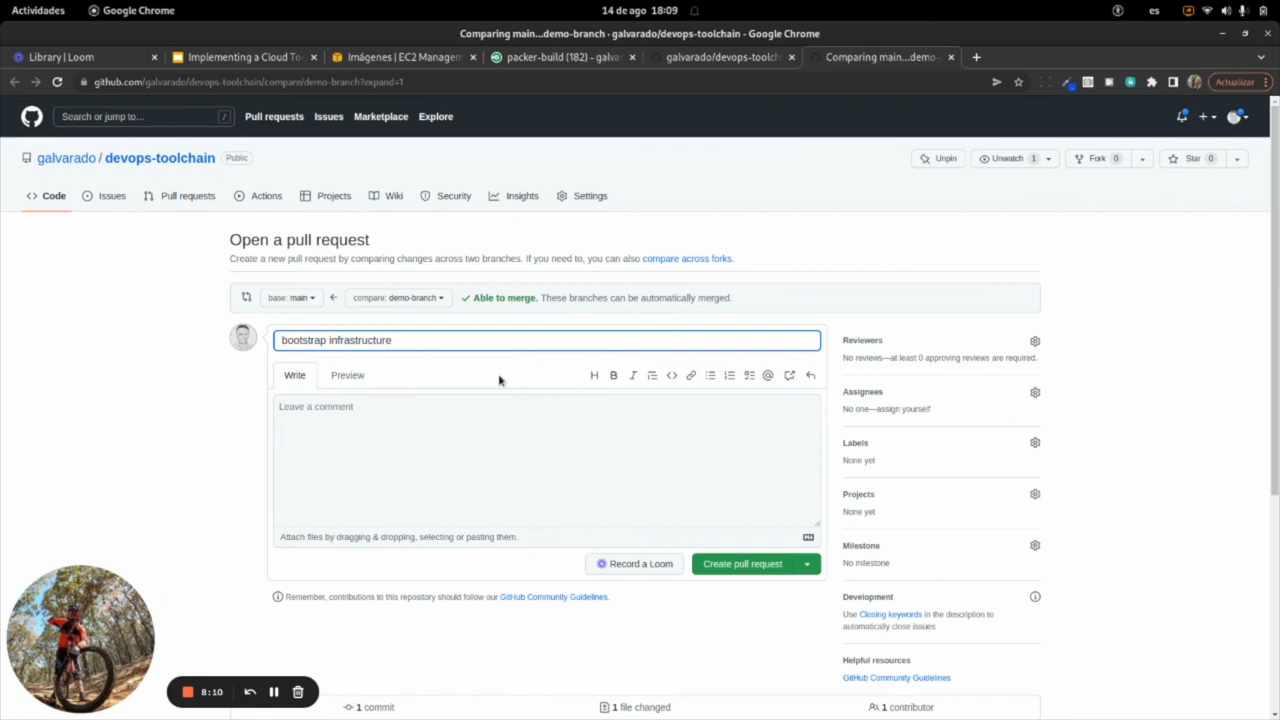 Actividades Google Chrome 14 de ago 18:09 es
Comparing main...demo-branch - galvarado/devops-toolchain - Google Chrome
Library | Loom Implementing a Cloud Too Imágenes | EC2 Managem packer-build (182) - galva galvarado/devops-toolch Comparing main...demo-
github.com/galvarado/devops-toolchain/compare/demo-branch?expand=1 Actualizar
Search or jump to... / Pull requests Issues Marketplace Explore
galvarado / devops-toolchain Public Unpin Unwatch 1 Fork 0 Star 0
Code Issues Pull requests Actions Projects Wiki Security Insights Settings
Open a pull request
Create a new pull request by comparing changes across two branches. If you need to, you can also compare across forks.
base: main compare: demo-branch Able to merge. These branches can be automatically merged.
bootstrap infrastructure
Write Preview
Leave a comment
Attach files by dragging & dropping, selecting or pasting them.
Record a Loom Create pull request
Remember, contributions to this repository should follow our GitHub Community Guidelines.
Reviewers
No reviews—at least 0 approving reviews are required.
Assignees
No one—assign yourself
Labels
None yet
Projects
None yet
Milestone
No milestone
Development
Use Closing keywords in the description to
automatically close issues
Helpful resources
GitHub Community Guidelines
1 commit 1 file changed 1 contributor